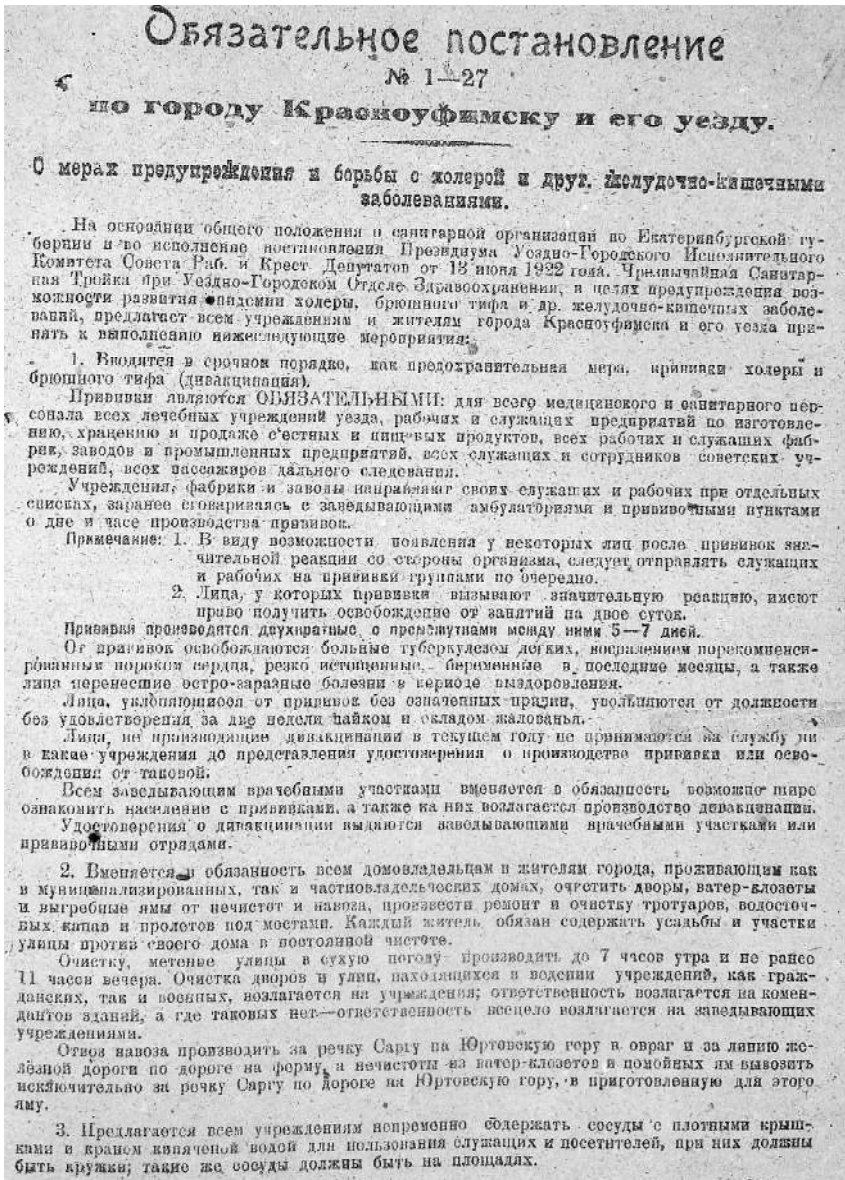 Обязательное постановление
№ 1—27
по городу Красноуфимску и его уезду.
О мерах предупреждения и борьбы с холерой и друг. желудочно-кишечными
заболеваниями.
На основании общего положения о санитарной организации по Екатеринбургской гу-
бернии и во исполнение постановления Президиума Уездно-Городского Исполнительного
Комитета Совета Раб. и Крест. Депутатов от 13 июня 1922 года. Чрезвычайная Санитар-
ная Тройка при Уездно-Городском Отделе Здравоохранения, в целях предупреждения воз-
можности развития эпидемии холеры, брюшного тифа и др. желудочно-кишечных заболе-
ваний, предлагает всем учреждениям и жителям города Красноуфимска и его уезда при-
нять к выполнению нижеследующие мероприятия:
1. Вводятся в срочном порядке, как предохранительная мера, прививки холеры и
брюшного тифа (дивакцинация).
Прививки являются ОБЯЗАТЕЛЬНЫМИ: для всего медицинского и санитарного пер-
сонала всех лечебных учреждений уезда, рабочих и служащих предприятий по изготовле-
нию, хранению и продаже с'естных и пищевых продуктов, всех рабочих и служащих фаб-
рик, заводов и промышленных предприятий, всех служащих и сотрудников советских уч-
реждений, всех пассажиров дальнего следования.
Учреждения, фабрики и заводы направляют своих служащих и рабочих при отдельных
списках, заранее сговариваясь с заведывающими амбулаториями и прививочными пунктами
о дне и часе производства прививок.
Примечание: 1. В виду возможности появления у некоторых лиц после прививок зна-
чительной реакции со стороны организма, следует отправлять служащих
и рабочих на прививки группами по очередно.
2. Лица, у которых прививки вызывают значительную реакцию, имеют
право получить освобождение от занятий на двое суток.
Прививки производятся двухкратные, с промежутками между ними 5—7 дней.
От прививок освобождаются больные туберкулезом легких, воспалением некомпенси-
рованным пороком сердца, резко истощенные, беременные в последние месяцы, а также
лица перенесшие остро-заразные болезни в периоде выздоровления.
Лица, уклоняющиеся от прививок без означенных причин, увольняются от должности
без удовлетворения за две недели пайком и окладом жалованья.
Лица, не производящие дивакцинации в текущем году не принимаются на службу ни
в какие учреждения до представления удостоверения о производстве прививки или осво-
бождения от таковой.
Всем заведывающим врачебными участками вменяется в обязанность возможно шире
ознакомить население с прививками, а также на них возлагается производство девакцинации.
Удостоверения о дивакцинации выдаются заведывающими врачебными участками или
прививочными отрядами.
2. Вменяется в обязанность всем домовладельцам и жителям города, проживающим как
в муниципализированных, так и частновладельческих домах, очистить дворы, ватер-клозеты
и выгребные ямы от нечистот и навоза, произвести ремонт и очистку тротуаров, водосточ-
ных канав и пролетов под мостами. Каждый житель обязан содержать усадьбы и участки
улицы против своего дома в постоянной чистоте.
Очистку, метение улицы в сухую погоду производить до 7 часов утра и не ранее
11 часов вечера. Очистка дворов и улиц, находящихся в ведении учреждений, как граж-
данских, так и военных, возлагается на учреждения; ответственность возлагается на комен-
дантов зданий, а где таковых нет—ответственность всецело возлагается на заведывающих
учреждениями.
Отвоз навоза производить за речку Саргу на Юртовскую гору в овраг и за линию же-
лезной дороги по дороге на ферму, а нечистоты из ватер-клозетов и помойных ям вывозить
исключительно за речку Саргу по дороге на Юртовскую гору, в приготовленную для этого
яму.
3. Предлагается всем учреждениям непременно содержать сосуды с плотными крыш-
ками и краном кипяченой водой для пользования служащих и посетителей, при них должны
быть кружки; такие же сосуды должны быть на площадях.